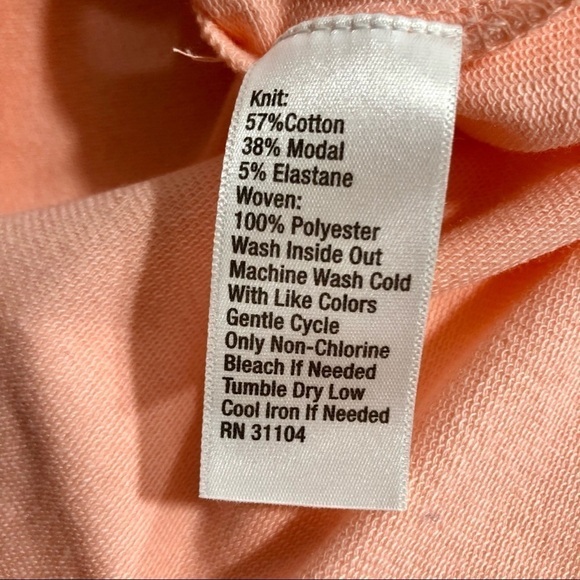 Knit:
57%Cotton
38% Modal
5% Elastane
Woven:
100% Polyester
Wash Inside Out
Machine Wash Cold
With Like Colors
Gentle Cycle
Only Non-Chlorine
Bleach If Needed
Tumble Dry Low
Cool Iron If Needed
RN 31104